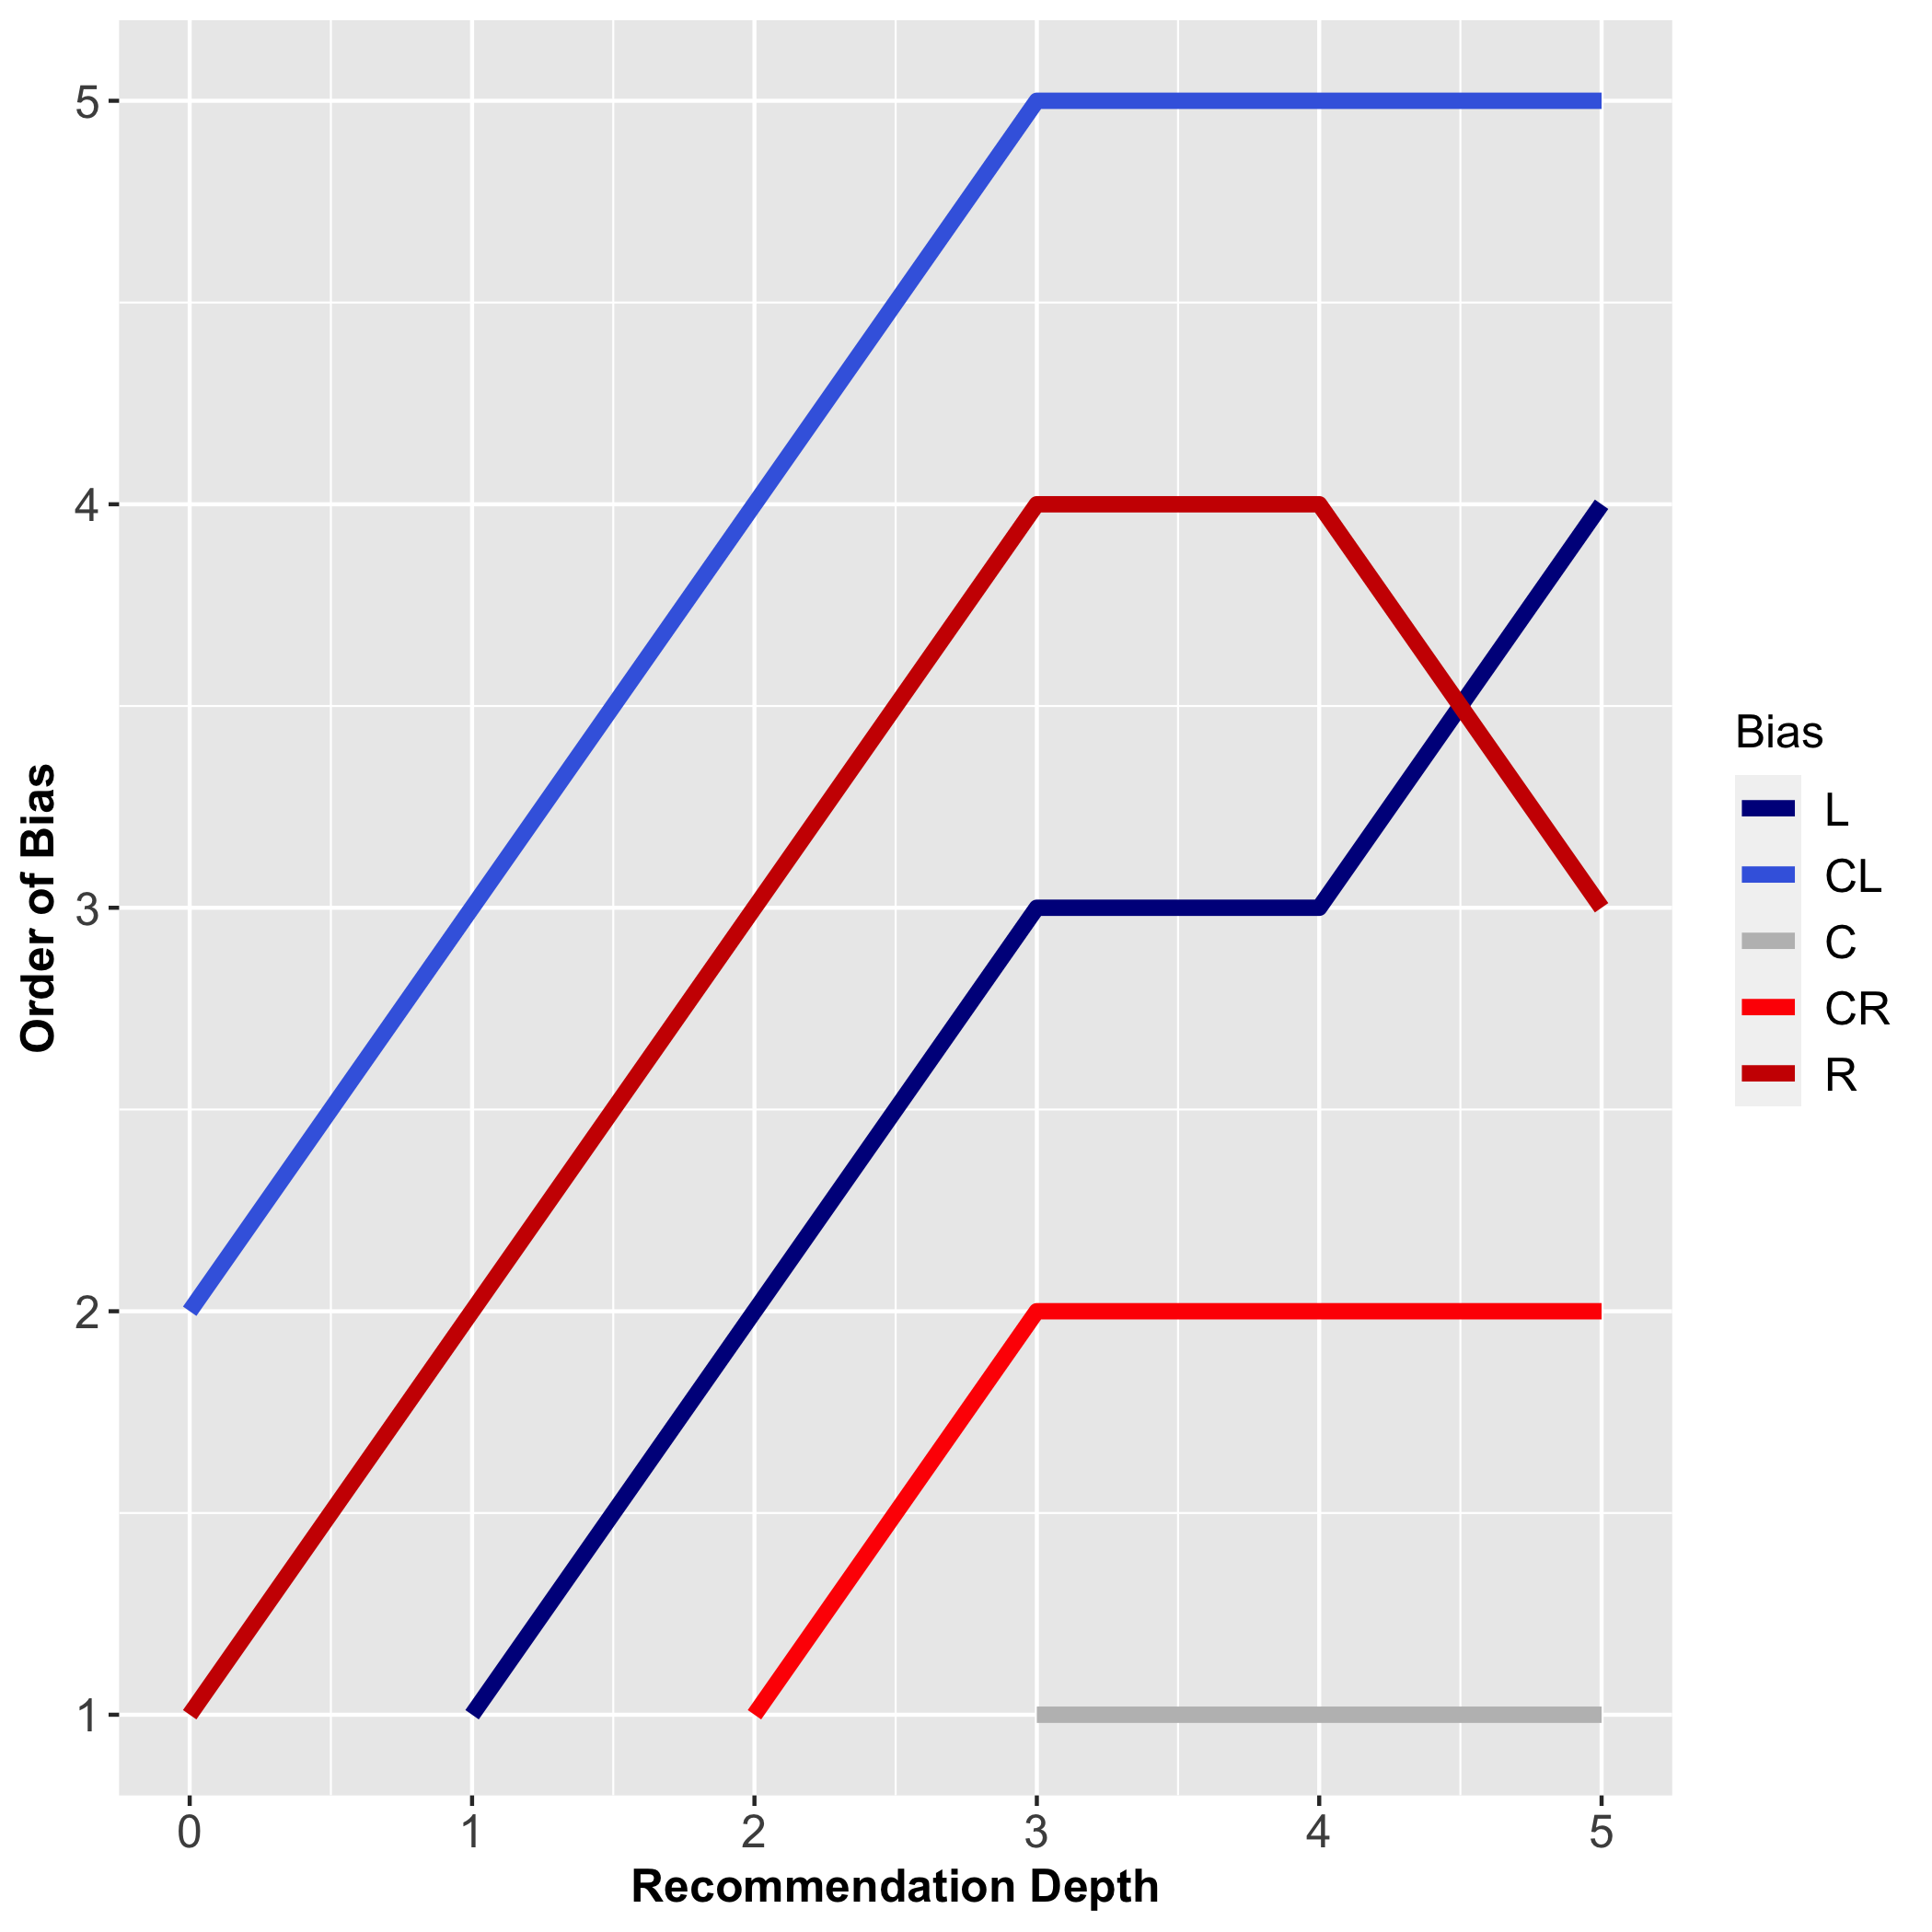 5
4
3
2
1
Order of Bias
0 1 2 3 4 5
Recommendation Depth
Bias
L
CL
C
CR
R